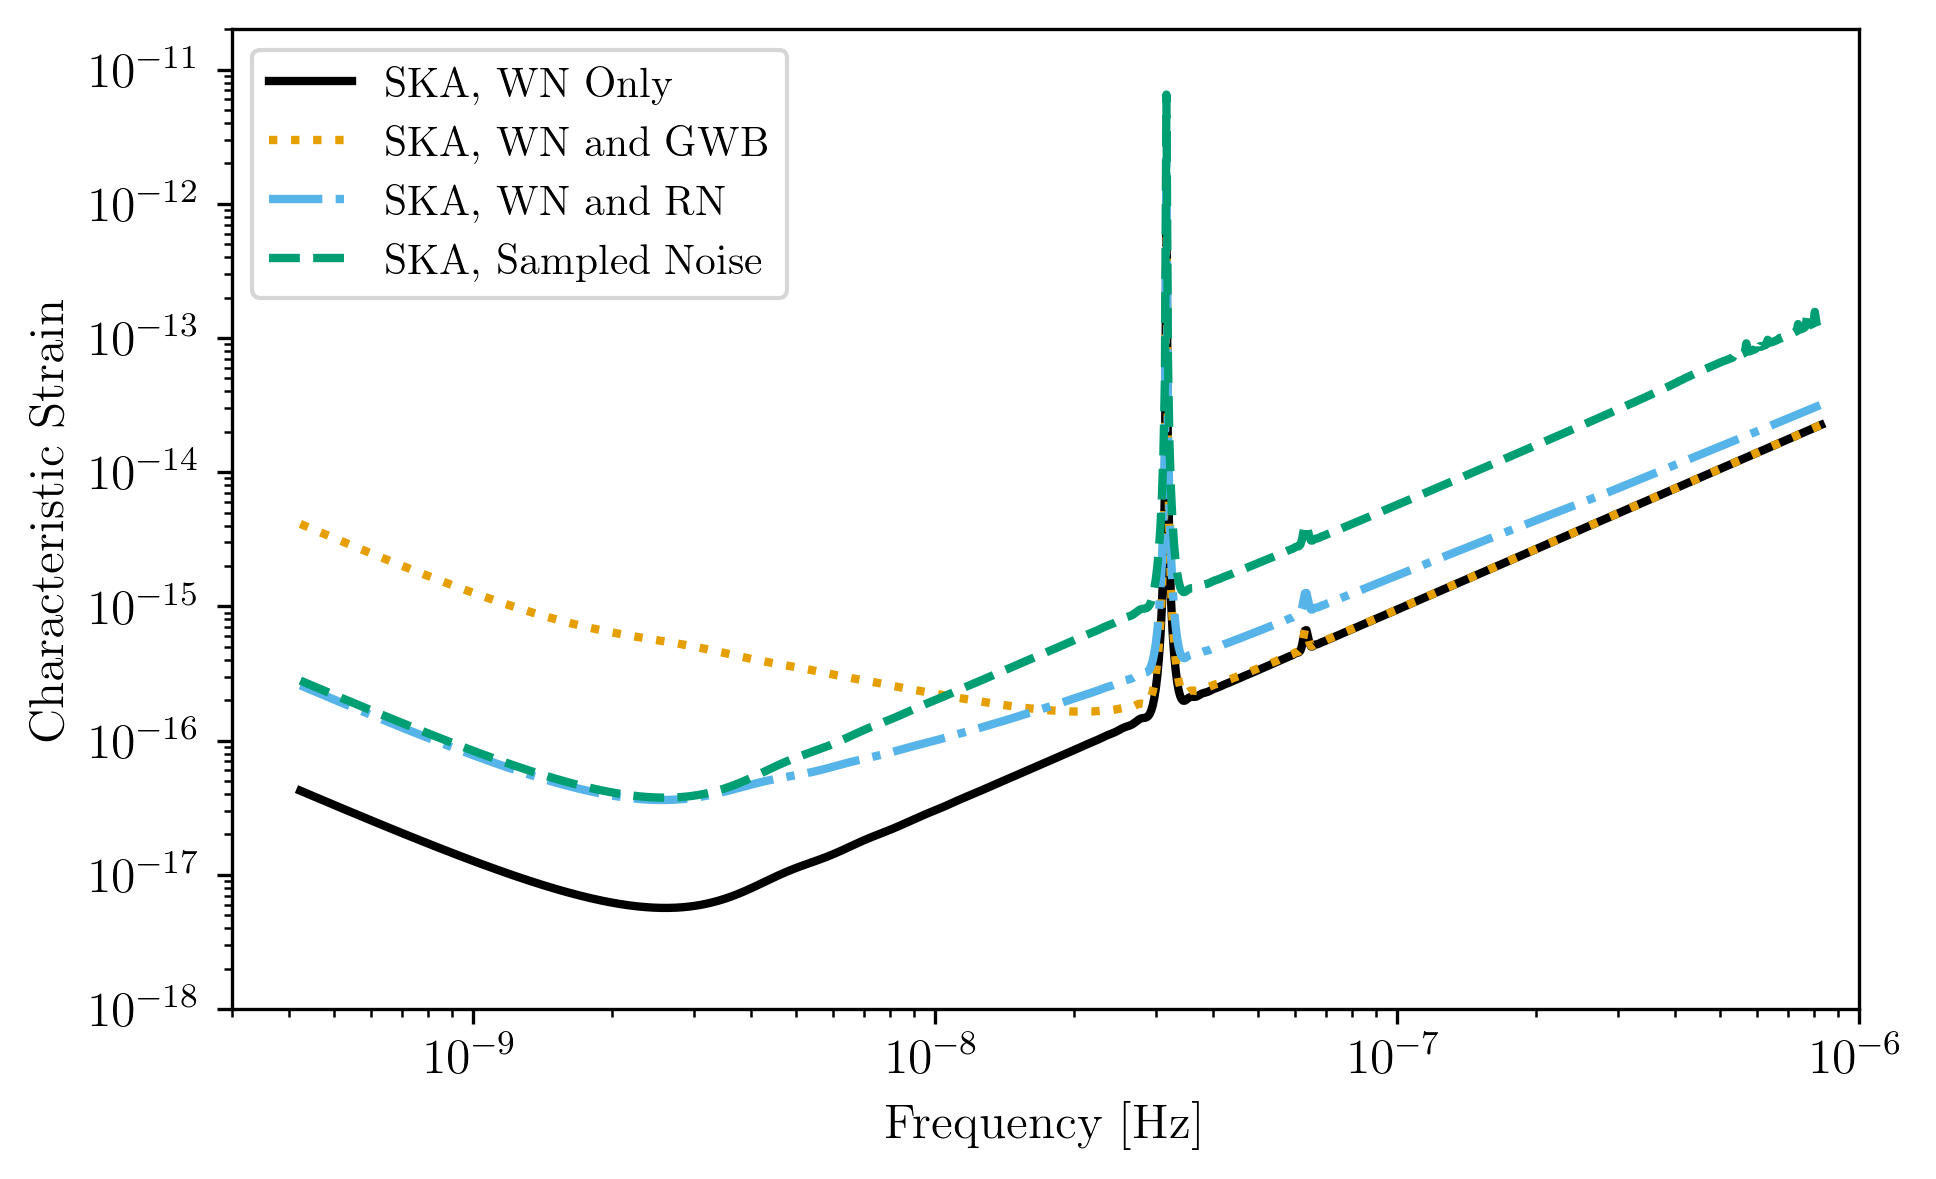 Characteristic Strain
10⁻¹¹
10⁻¹²
10⁻¹³
10⁻¹⁴
10⁻¹⁵
10⁻¹⁶
10⁻¹⁷
10⁻¹⁸
SKA, WN Only
SKA, WN and GWB
SKA, WN and RN
SKA, Sampled Noise
10⁻⁹ 10⁻⁸ 10⁻⁷ 10⁻⁶
Frequency [Hz]